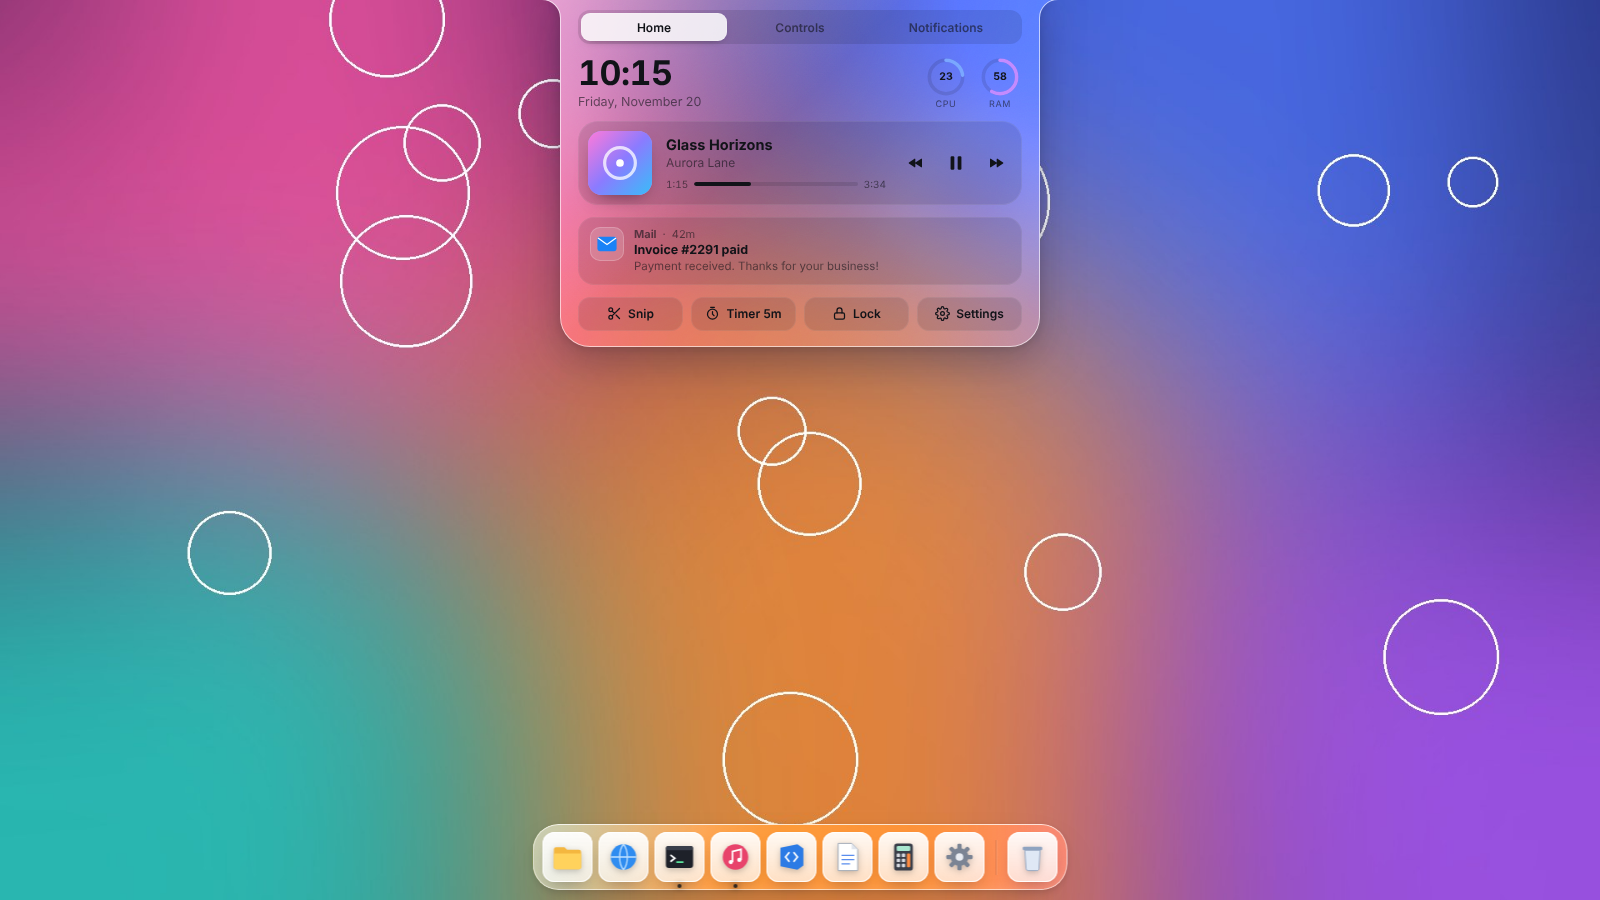 Home
Controls
Notifications
10:15
Friday, November 20
23
CPU
58
RAM
Glass Horizons
Aurora Lane
1:15
3:34
Mail · 42m
Invoice #2291 paid
Payment received. Thanks for your business!
Snip
Timer 5m
Lock
Settings